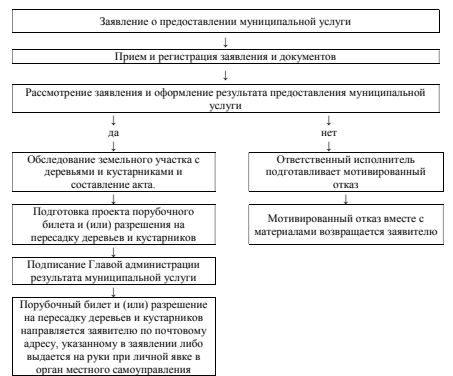 Заявление о предоставлении муниципальной услуги
↓
Прием и регистрация заявления и документов
↓
Рассмотрение заявления и оформление результата предоставления муниципальной
услуги
↓ ↓
да нет
↓ ↓
Обследование земельного участка с
деревьями и кустарниками и
составление акта.
Ответственный исполнитель
подготавливает мотивированный
отказ
↓ ↓
Подготовка проекта порубочного
билета и (или) разрешения на
пересадку деревьев и кустарников
Мотивированный отказ вместе с
материалами возвращается заявителю
↓
Подписание Главой администрации
результата муниципальной услуги
↓
Порубочный билет и (или) разрешение
на пересадку деревьев и кустарников
направляется заявителю по почтовому
адресу, указанному в заявлении либо
выдается на руки при личной явке в
орган местного самоуправления